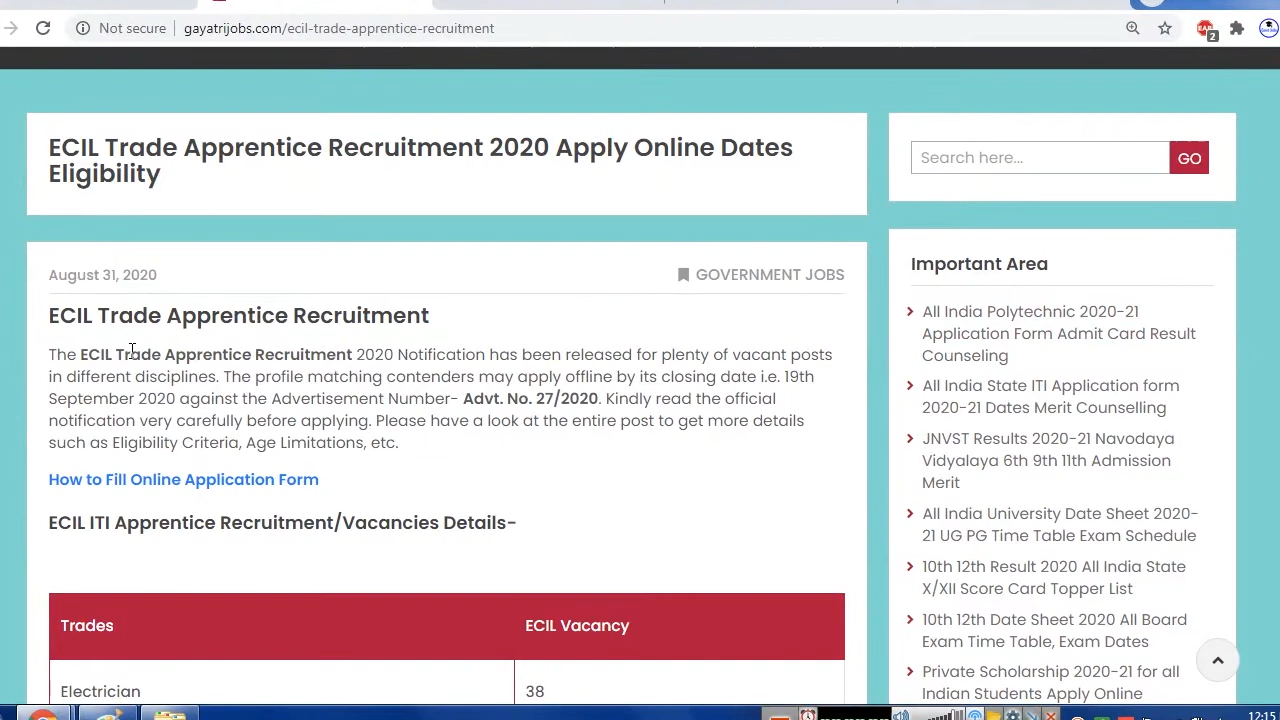 Not secure
gayatrijobs.com/ecil-trade-apprentice-recruitment
2
ECIL Trade Apprentice Recruitment 2020 Apply Online Dates
Eligibility
Search here...
GO
August 31, 2020
GOVERNMENT JOBS
ECIL Trade Apprentice Recruitment
The ECIL Trade Apprentice Recruitment 2020 Notification has been released for plenty of vacant posts
in different disciplines. The profile matching contenders may apply offline by its closing date i.e. 19th
September 2020 against the Advertisement Number- Advt. No. 27/2020. Kindly read the official
notification very carefully before applying. Please have a look at the entire post to get more details
such as Eligibility Criteria, Age Limitations, etc.
How to Fill Online Application Form
ECIL ITI Apprentice Recruitment/Vacancies Details-
Trades
ECIL Vacancy
Electrician
38
Important Area
All India Polytechnic 2020-21
Application Form Admit Card Result
Counseling
All India State ITI Application form
2020-21 Dates Merit Counselling
JNVST Results 2020-21 Navodaya
Vidyalaya 6th 9th 11th Admission
Merit
All India University Date Sheet 2020-
21 UG PG Time Table Exam Schedule
10th 12th Result 2020 All India State
X/XII Score Card Topper List
10th 12th Date Sheet 2020 All Board
Exam Time Table, Exam Dates
Private Scholarship 2020-21 for all
Indian Students Apply Online
12:15